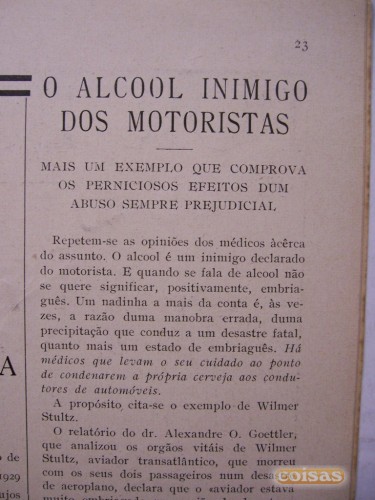 23
O ALCOOL INIMIGO
DOS MOTORISTAS
MAIS UM EXEMPLO QUE COMPROVA
OS PERNICIOSOS EFEITOS DUM
ABUSO SEMPRE PREJUDICIAL
Repetem-se as opiniões dos médicos àcêrca
do assunto. O alcool é um inimigo declarado
do motorista. E quando se fala de alcool não
se quere significar, positivamente, embria-
guês. Um nadinha a mais da conta é, às ve-
zes, a razão duma manobra errada, duma
precipitação que conduz a um desastre fatal,
quanto mais um estado de embriaguês. Há
médicos que levam o seu cuidado ao ponto
de condenarem a própria cerveja aos condu-
tores de automóveis.
A propósito cita-se o exemplo de Wilmer
Stultz.
O relatório do dr. Alexandre O. Goettler,
que analizou os orgãos vitáis de Wilmer
Stultz, aviador transatlântico, que morreu
com os seus dois passageiros num desastre
de aeroplano, declara que o «aviador estava
A
o de
1929
ujos
coisas